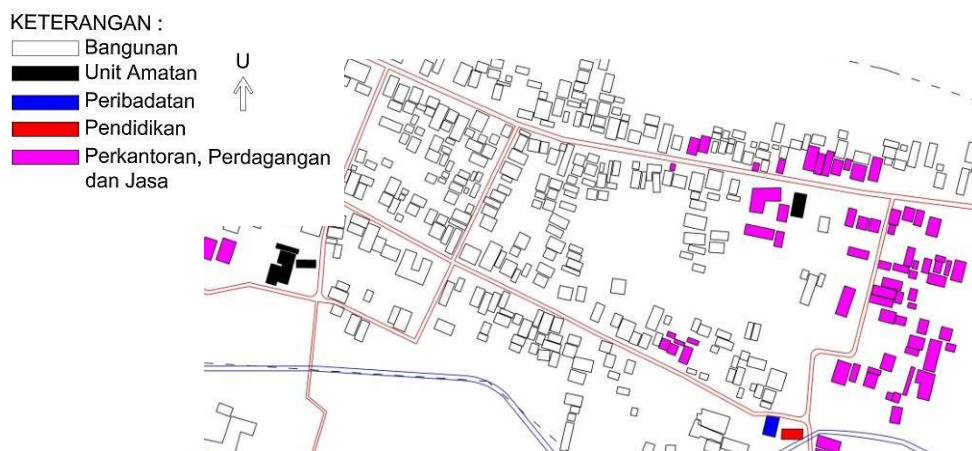 KETERANGAN :
Bangunan
Unit Amatan
Peribadatan
Pendidikan
Perkantoran, Perdagangan
dan Jasa
U